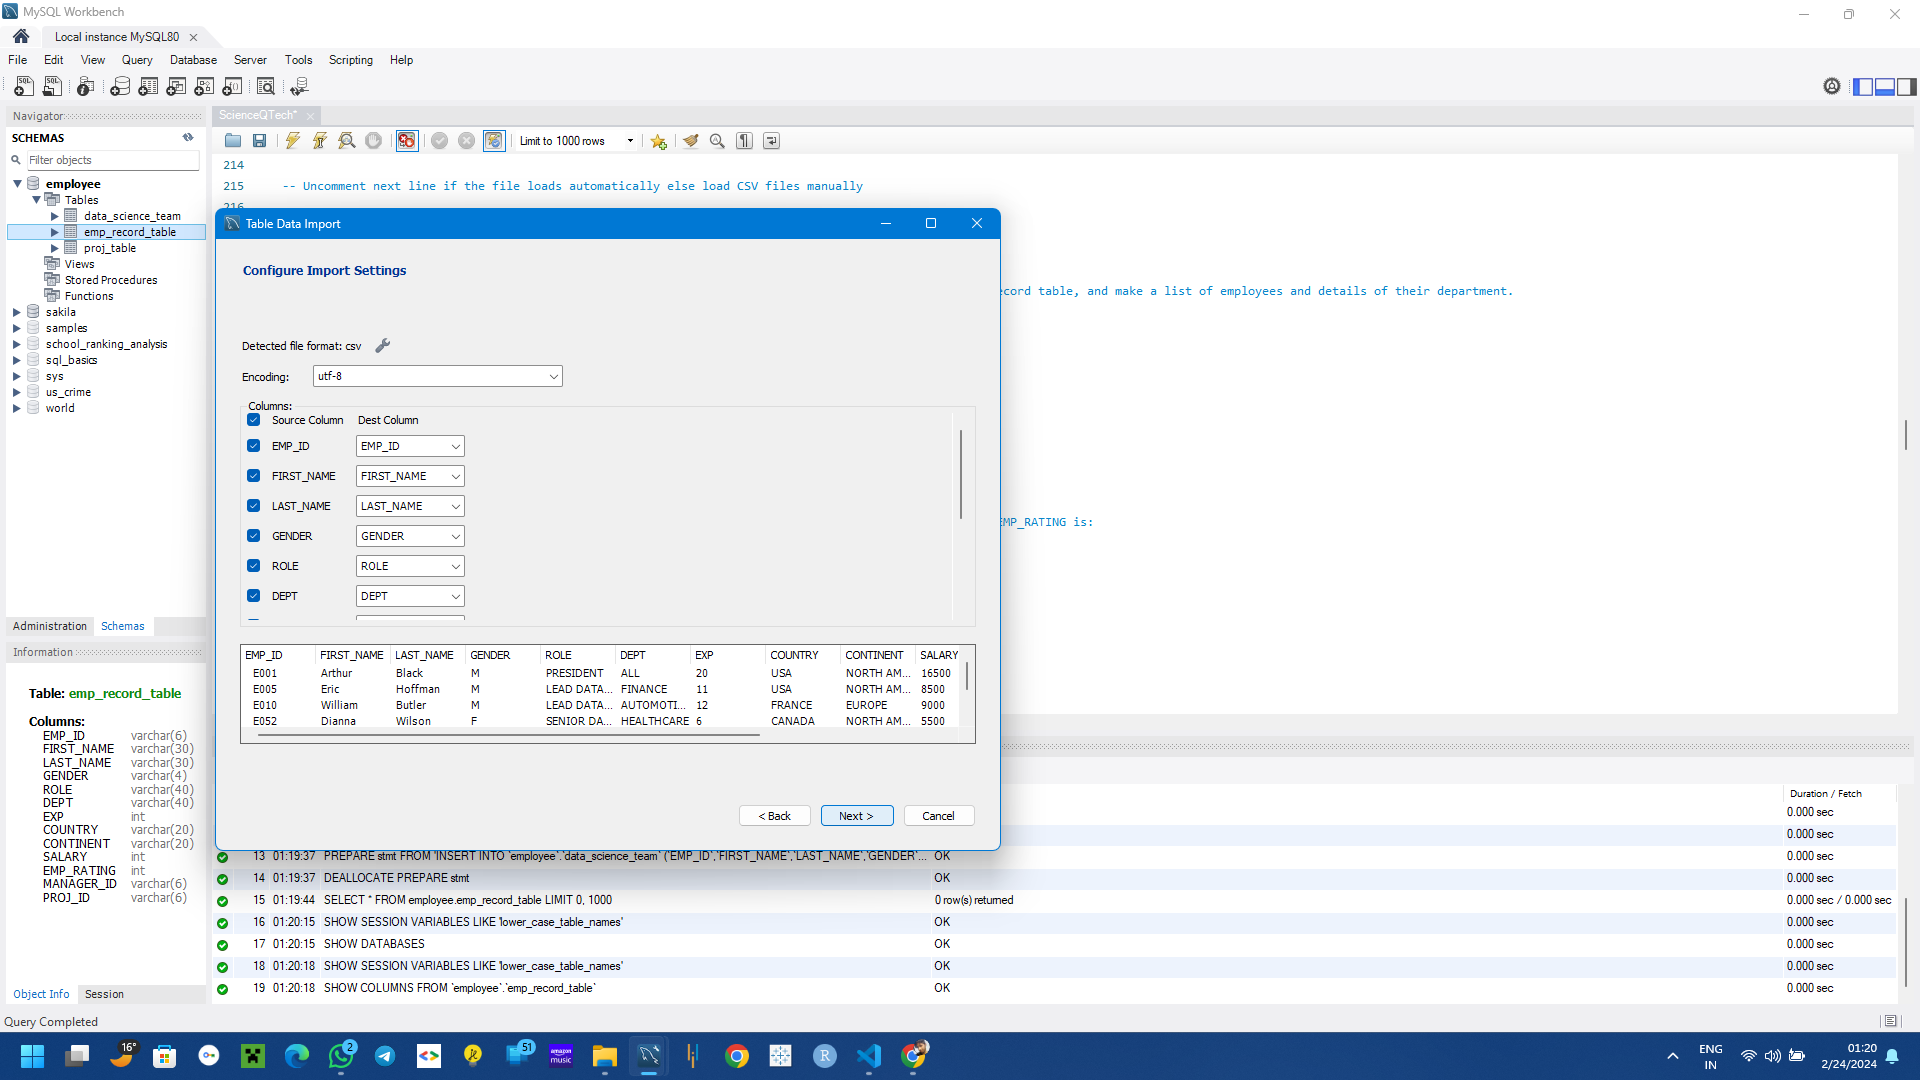 MySQL Workbench
Local instance MySQL80
File Edit View Query Database Server Tools Scripting Help
Navigator
SCHEMAS
Filter objects
employee
Tables
data_science_team
emp_record_table
proj_table
Views
Stored Procedures
Functions
sakila
samples
school_ranking_analysis
sql_basics
sys
us_crime
world
Administration Schemas
Information
Table: emp_record_table
Columns:
EMP_ID varchar(6)
FIRST_NAME varchar(30)
LAST_NAME varchar(30)
GENDER varchar(4)
ROLE varchar(40)
DEPT varchar(40)
EXP int
COUNTRY varchar(20)
CONTINENT varchar(20)
SALARY int
EMP_RATING int
MANAGER_ID varchar(6)
PROJ_ID varchar(6)
Object Info Session
Query Completed
ScienceQTech*
Limit to 1000 rows
214
215 -- Uncomment next line if the file loads automatically else load CSV files manually
216
cord table, and make a list of employees and details of their department.
EMP_RATING is:
Table Data Import
Configure Import Settings
Detected file format: csv
Encoding: utf-8
Columns:
Source Column Dest Column
EMP_ID EMP_ID
FIRST_NAME FIRST_NAME
LAST_NAME LAST_NAME
GENDER GENDER
ROLE ROLE
DEPT DEPT
EMP_ID FIRST_NAME LAST_NAME GENDER ROLE DEPT EXP COUNTRY CONTINENT SALARY
E001 Arthur Black M PRESIDENT ALL 20 USA NORTH AM... 16500
E005 Eric Hoffman M LEAD DATA... FINANCE 11 USA NORTH AM... 8500
E010 William Butler M LEAD DATA... AUTOMOTI... 12 FRANCE EUROPE 9000
E052 Dianna Wilson F SENIOR DA... HEALTHCARE 6 CANADA NORTH AM... 5500
< Back Next > Cancel
Duration / Fetch
0.000 sec
0.000 sec
13 01:19:37 PREPARE stmt FROM 'INSERT INTO `employee`.`data_science_team` (`EMP_ID`,`FIRST_NAME`,`LAST_NAME`,`GENDER`... OK 0.000 sec
14 01:19:37 DEALLOCATE PREPARE stmt OK 0.000 sec
15 01:19:44 SELECT * FROM employee.emp_record_table LIMIT 0, 1000 0 row(s) returned 0.000 sec / 0.000 sec
16 01:20:15 SHOW SESSION VARIABLES LIKE 'lower_case_table_names' OK 0.000 sec
17 01:20:15 SHOW DATABASES OK 0.000 sec
18 01:20:18 SHOW SESSION VARIABLES LIKE 'lower_case_table_names' OK 0.000 sec
19 01:20:18 SHOW COLUMNS FROM `employee`.`emp_record_table` OK 0.000 sec
16°
2
51
amazon music
R
ENG
IN
01:20
2/24/2024